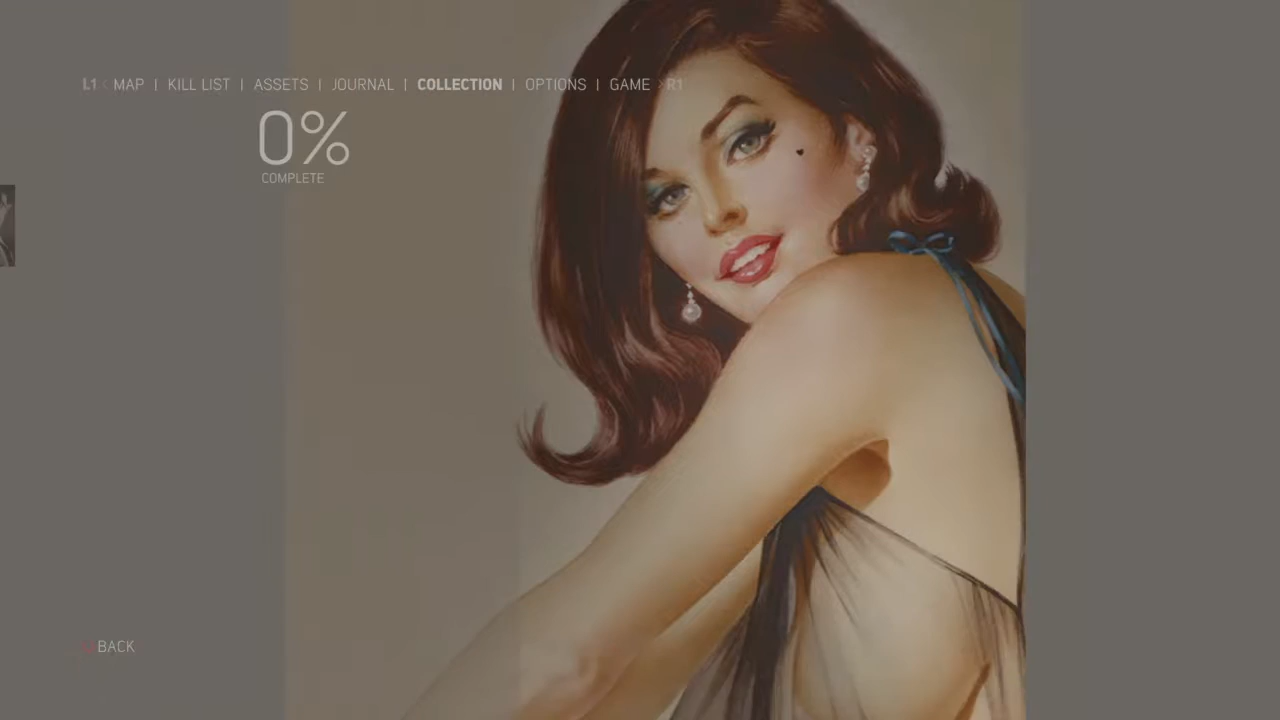 L1 < MAP | KILL LIST | ASSETS | JOURNAL | COLLECTION | OPTIONS | GAME > R1
0%
COMPLETE
BACK